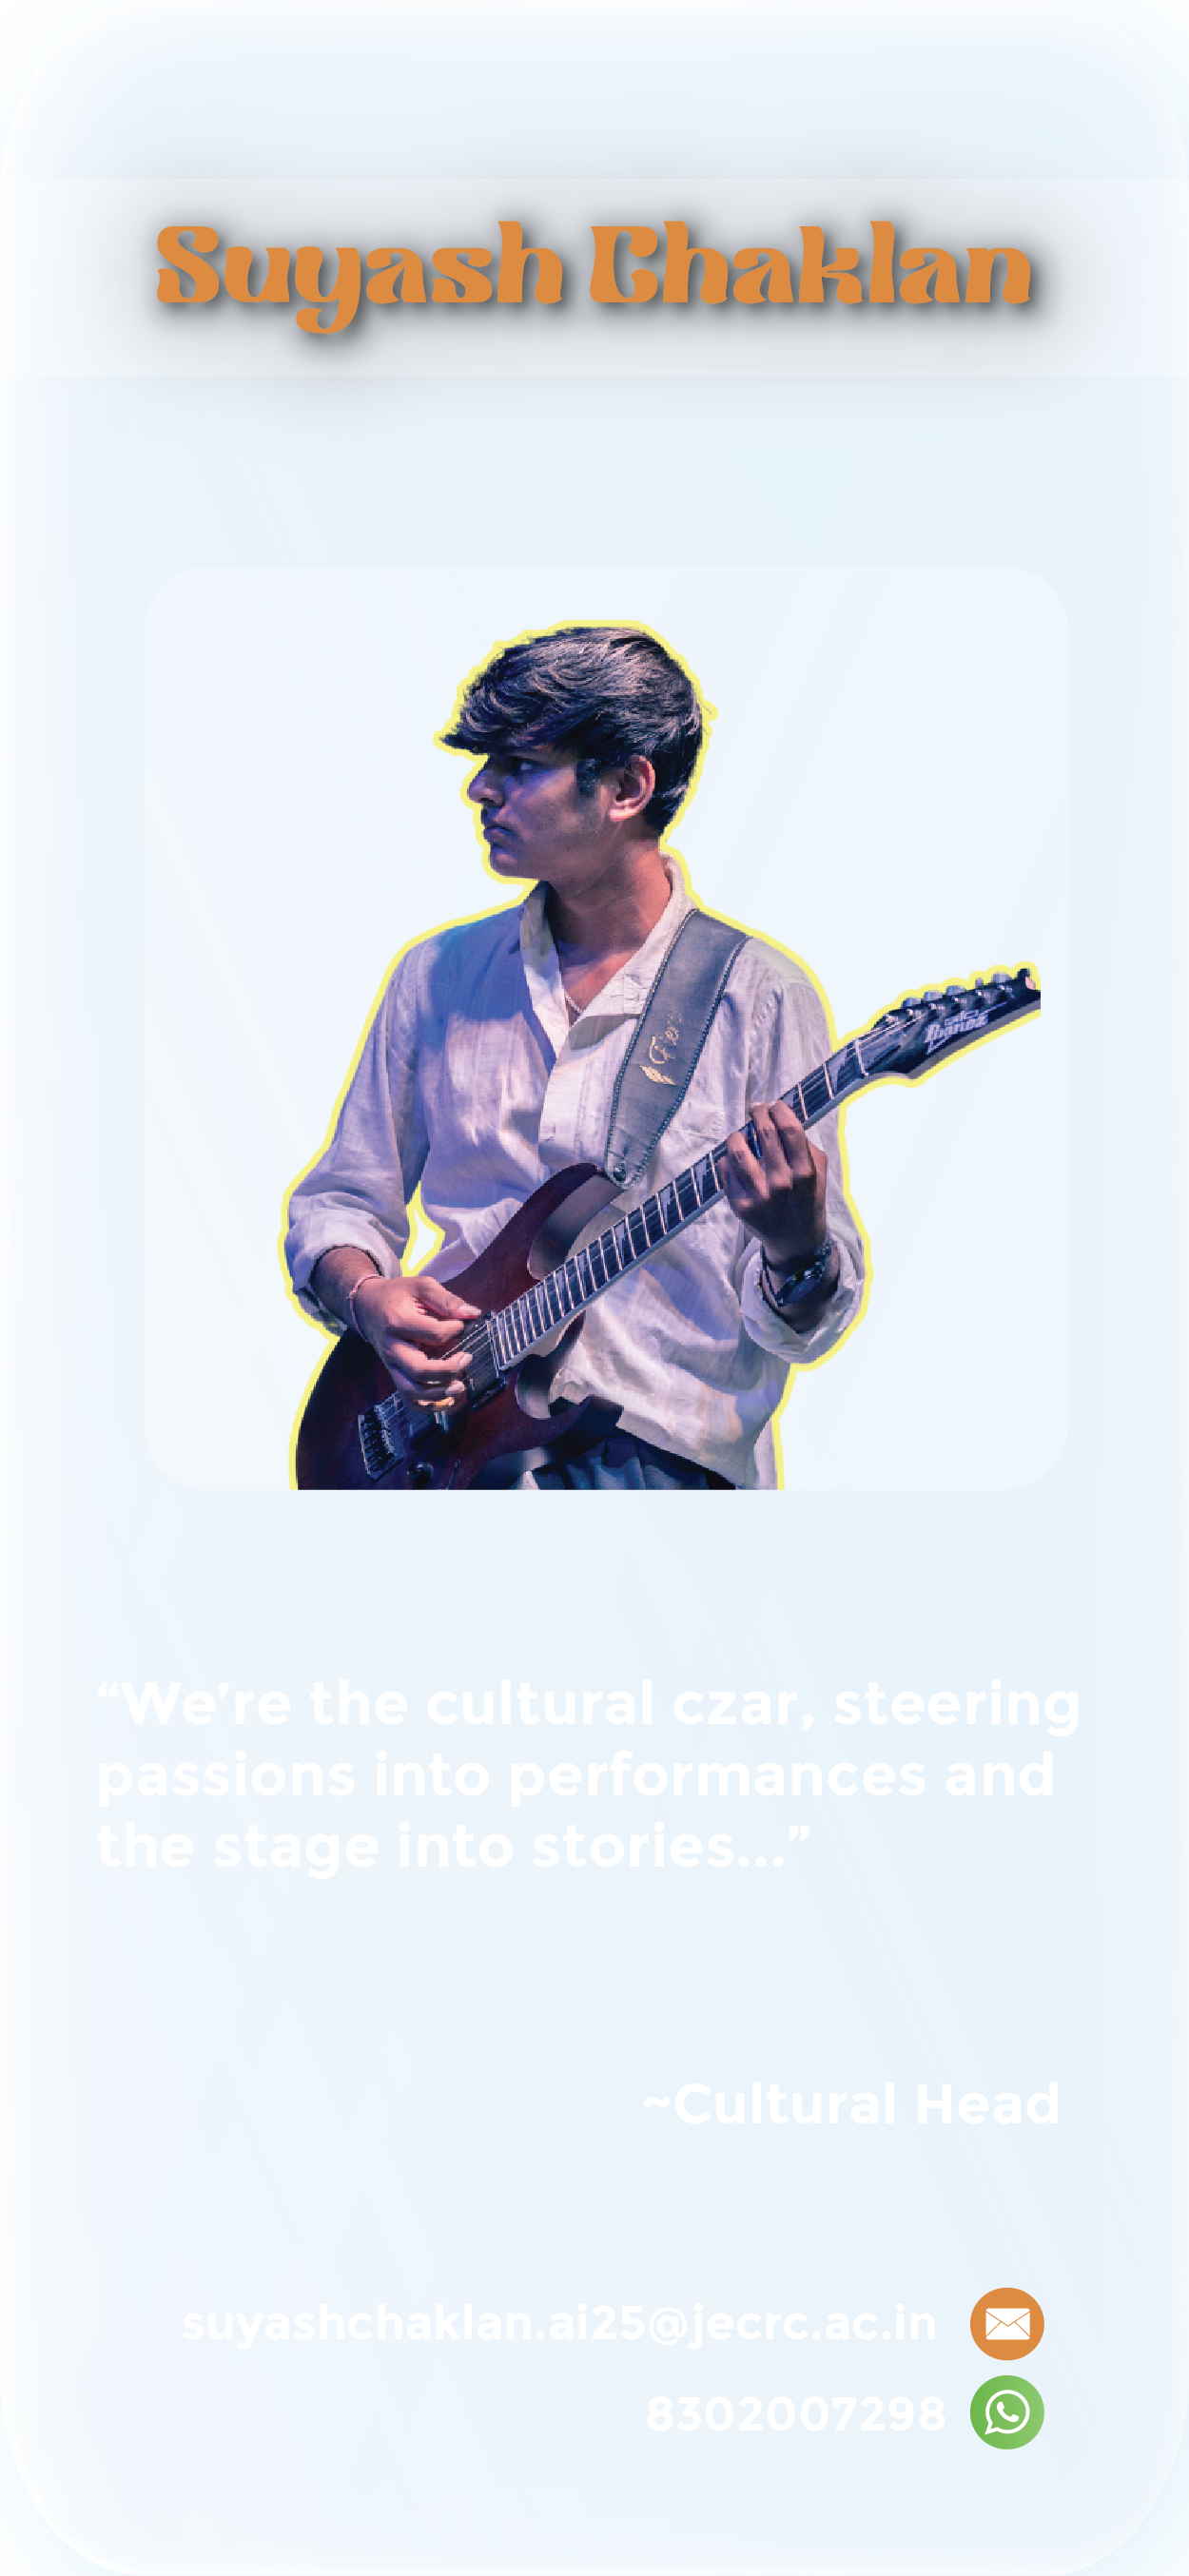 Suyash Chaklan
Ibanez
“We’re the cultural czar, steering
passions into performances and
the stage into stories...”
~Cultural Head
suyashchaklan.ai25@jecrc.ac.in
8302007298